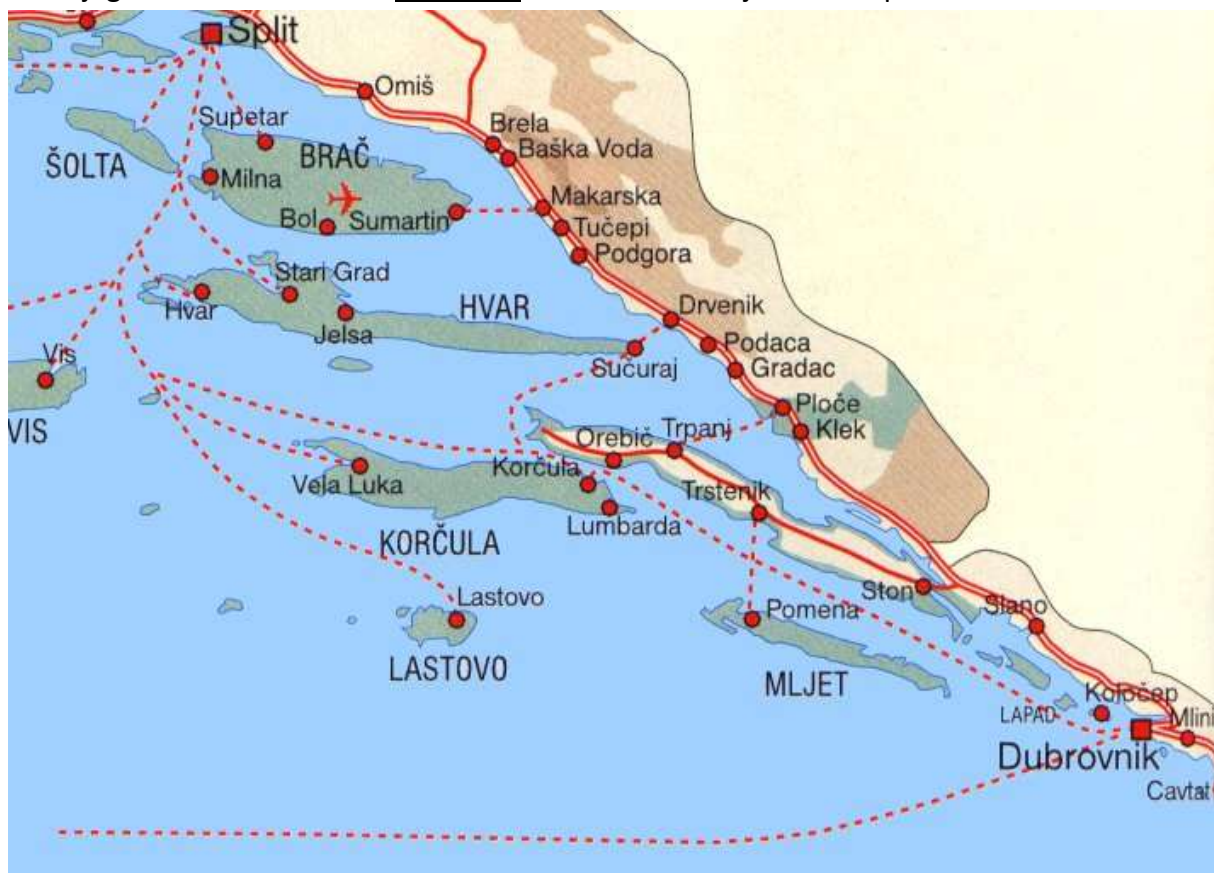 Split
Omiš
Supetar
Brela
BRAČ
Baška Voda
ŠOLTA
Milna
Makarska
Bol
Sumartin
Tučepi
Podgora
Stari Grad
Hvar
HVAR
Drvenik
Jelsa
Podaca
Vis
Sučuraj
Gradac
Ploče
VIS
Trpanj
Klek
Orebič
Korčula
Vela Luka
Trstenik
Lumbarda
KORČULA
Ston
Lastovo
Pomena
Slano
LASTOVO
MLJET
Koločep
LAPAD
Mlini
Dubrovnik
Cavtat